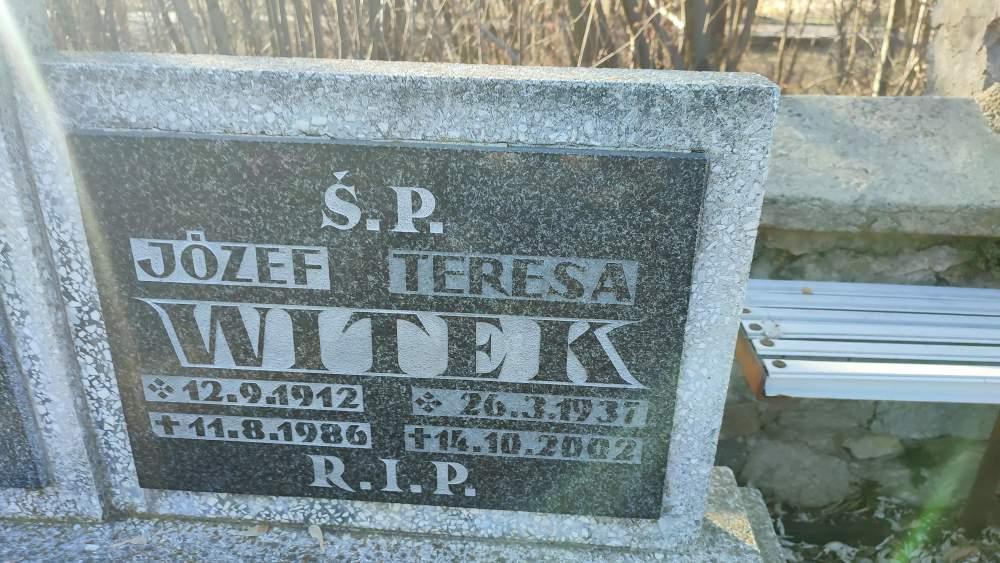 Ś.P.
JÓZEF TERESA
WITEK
12.9.1912 26.3.1937
+11.8.1986 +14.10.2002
R.I.P.